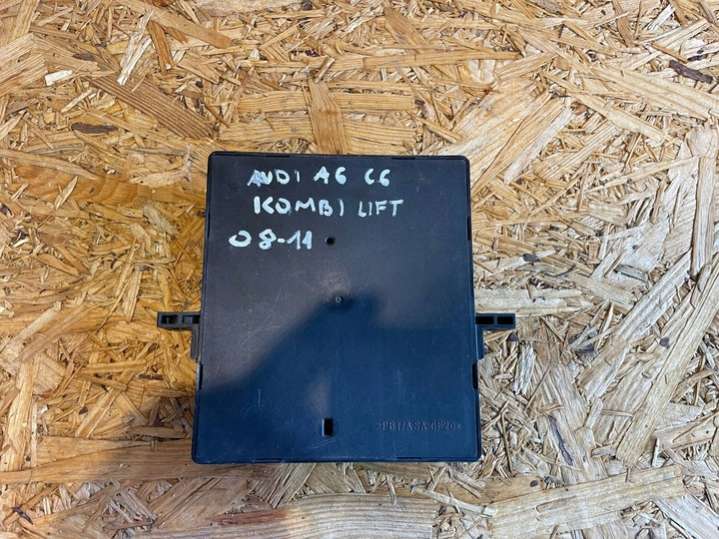 AUDI A6 C6
KOMBI LIFT
08-11